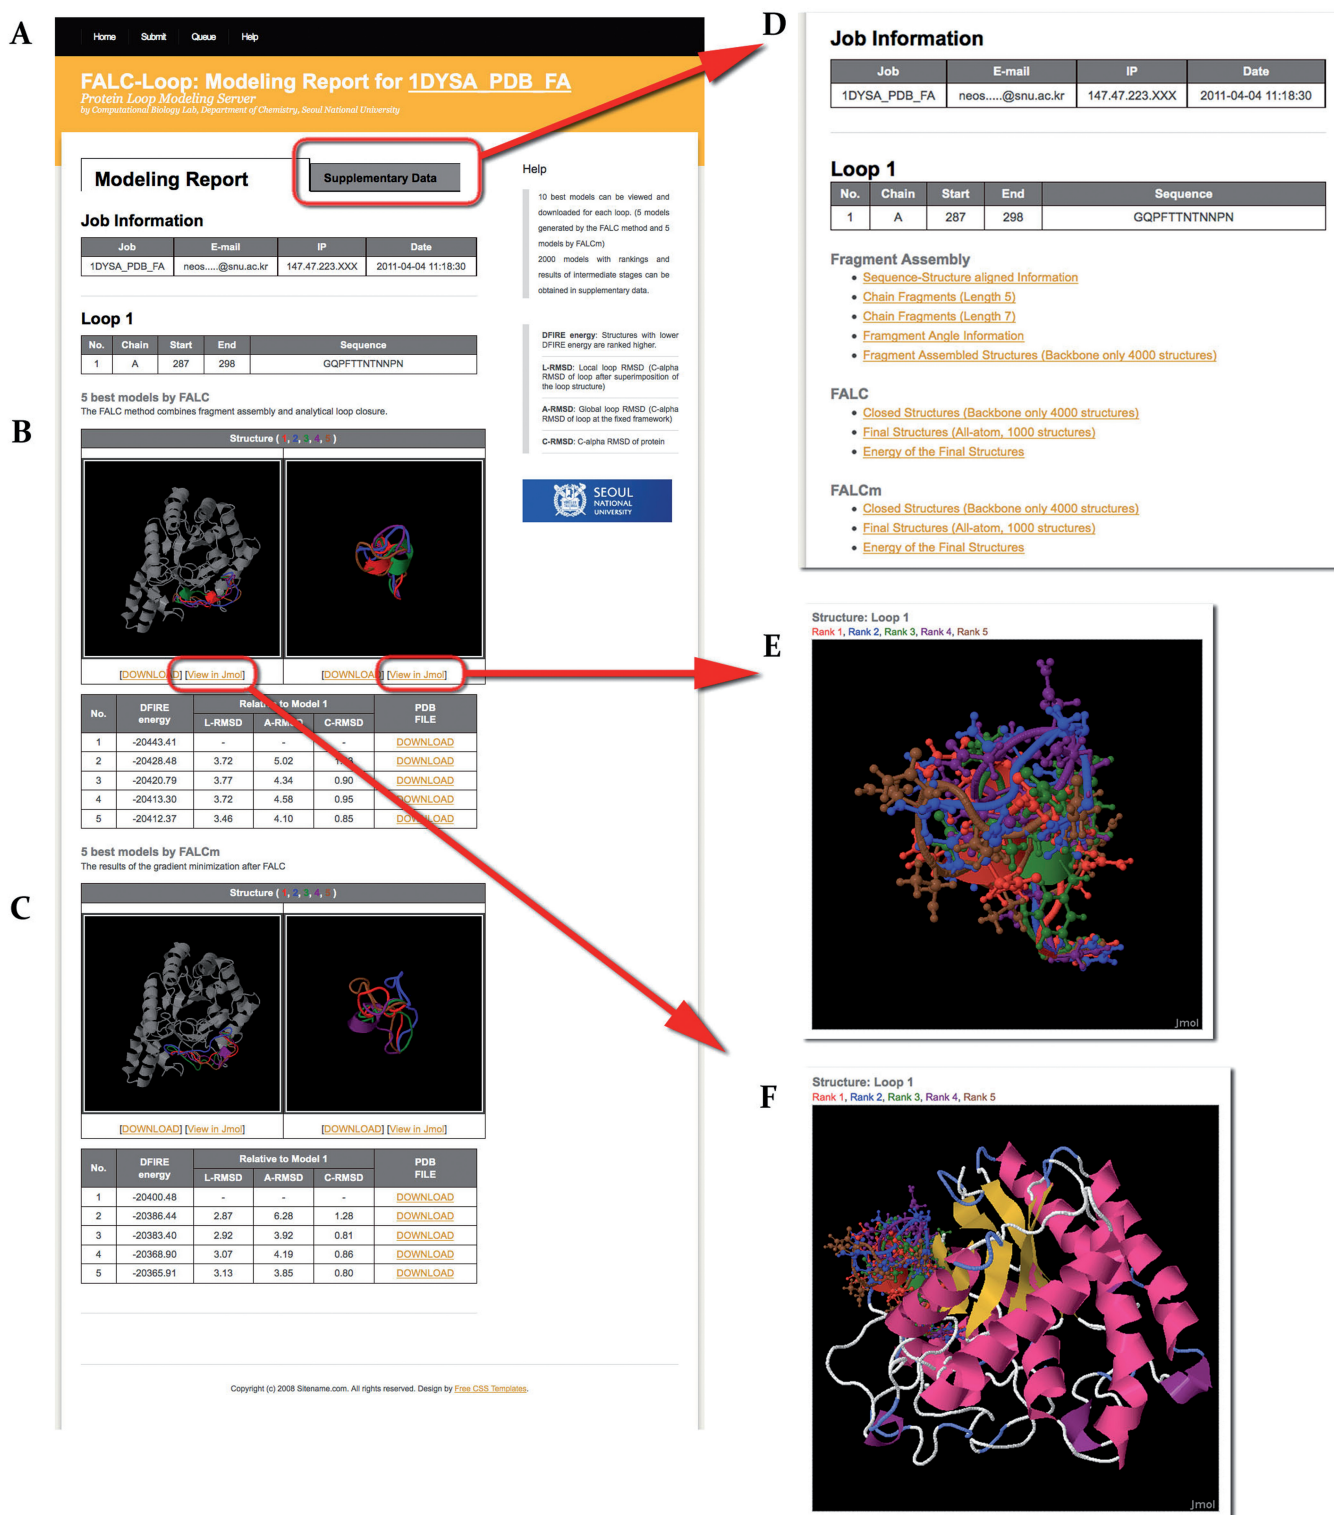 A
Home Submit Queue Help
FALC-Loop: Modeling Report for 1DYSA_PDB_FA
Protein Loop Modeling Server
by Computational Biology Lab, Department of Chemistry, Seoul National University
Modeling Report
Supplementary Data
Job Information
Job E-mail IP Date
1DYSA_PDB_FA neos.....@snu.ac.kr 147.47.223.XXX 2011-04-04 11:18:30
Loop 1
No. Chain Start End Sequence
1 A 287 298 GQPFTTNTNNPN
5 best models by FALC
The FALC method combines fragment assembly and analytical loop closure.
Help
10 best models can be viewed and
downloaded for each loop. (5 models
generated by the FALC method and 5
models by FALCm)
2000 models with rankings and
results of intermediate stages can be
obtained in supplementary data.
DFIRE energy: Structures with lower
DFIRE energy are ranked higher.
L-RMSD: Local loop RMSD (C-alpha
RMSD of loop after superimposition of
the loop structure)
A-RMSD: Global loop RMSD (C-alpha
RMSD of loop at the fixed framework)
C-RMSD: C-alpha RMSD of protein
SEOUL
NATIONAL
UNIVERSITY
B
Structure ( 1, 2, 3, 4, 5 )
[DOWNLOAD] [View in Jmol] [DOWNLOAD] [View in Jmol]
No. DFIRE energy Relative to Model 1 PDB FILE
L-RMSD A-RMSD C-RMSD
1 -20443.41 - - - DOWNLOAD
2 -20428.48 3.72 5.02 DOWNLOAD
3 -20420.79 3.77 4.34 0.90 DOWNLOAD
4 -20413.30 3.72 4.58 0.95 DOWNLOAD
5 -20412.37 3.46 4.10 0.85 DOWNLOAD
5 best models by FALCm
The results of the gradient minimization after FALC
C
Structure ( 1, 2, 3, 4, 5 )
[DOWNLOAD] [View in Jmol] [DOWNLOAD] [View in Jmol]
No. DFIRE energy Relative to Model 1 PDB FILE
L-RMSD A-RMSD C-RMSD
1 -20400.48 - - - DOWNLOAD
2 -20386.44 2.87 6.28 1.28 DOWNLOAD
3 -20383.40 2.92 3.92 0.81 DOWNLOAD
4 -20368.90 3.07 4.19 0.86 DOWNLOAD
5 -20365.91 3.13 3.85 0.80 DOWNLOAD
Copyright (c) 2008 Sitename.com. All rights reserved. Design by Free CSS Templates.
D
Job Information
Job E-mail IP Date
1DYSA_PDB_FA neos.....@snu.ac.kr 147.47.223.XXX 2011-04-04 11:18:30
Loop 1
No. Chain Start End Sequence
1 A 287 298 GQPFTTNTNNPN
Fragment Assembly
Sequence-Structure aligned Information
Chain Fragments (Length 5)
Chain Fragments (Length 7)
Framgment Angle Information
Fragment Assembled Structures (Backbone only 4000 structures)
FALC
Closed Structures (Backbone only 4000 structures)
Final Structures (All-atom, 1000 structures)
Energy of the Final Structures
FALCm
Closed Structures (Backbone only 4000 structures)
Final Structures (All-atom, 1000 structures)
Energy of the Final Structures
E
Structure: Loop 1
Rank 1, Rank 2, Rank 3, Rank 4, Rank 5
Jmol
F
Structure: Loop 1
Rank 1, Rank 2, Rank 3, Rank 4, Rank 5
Jmol